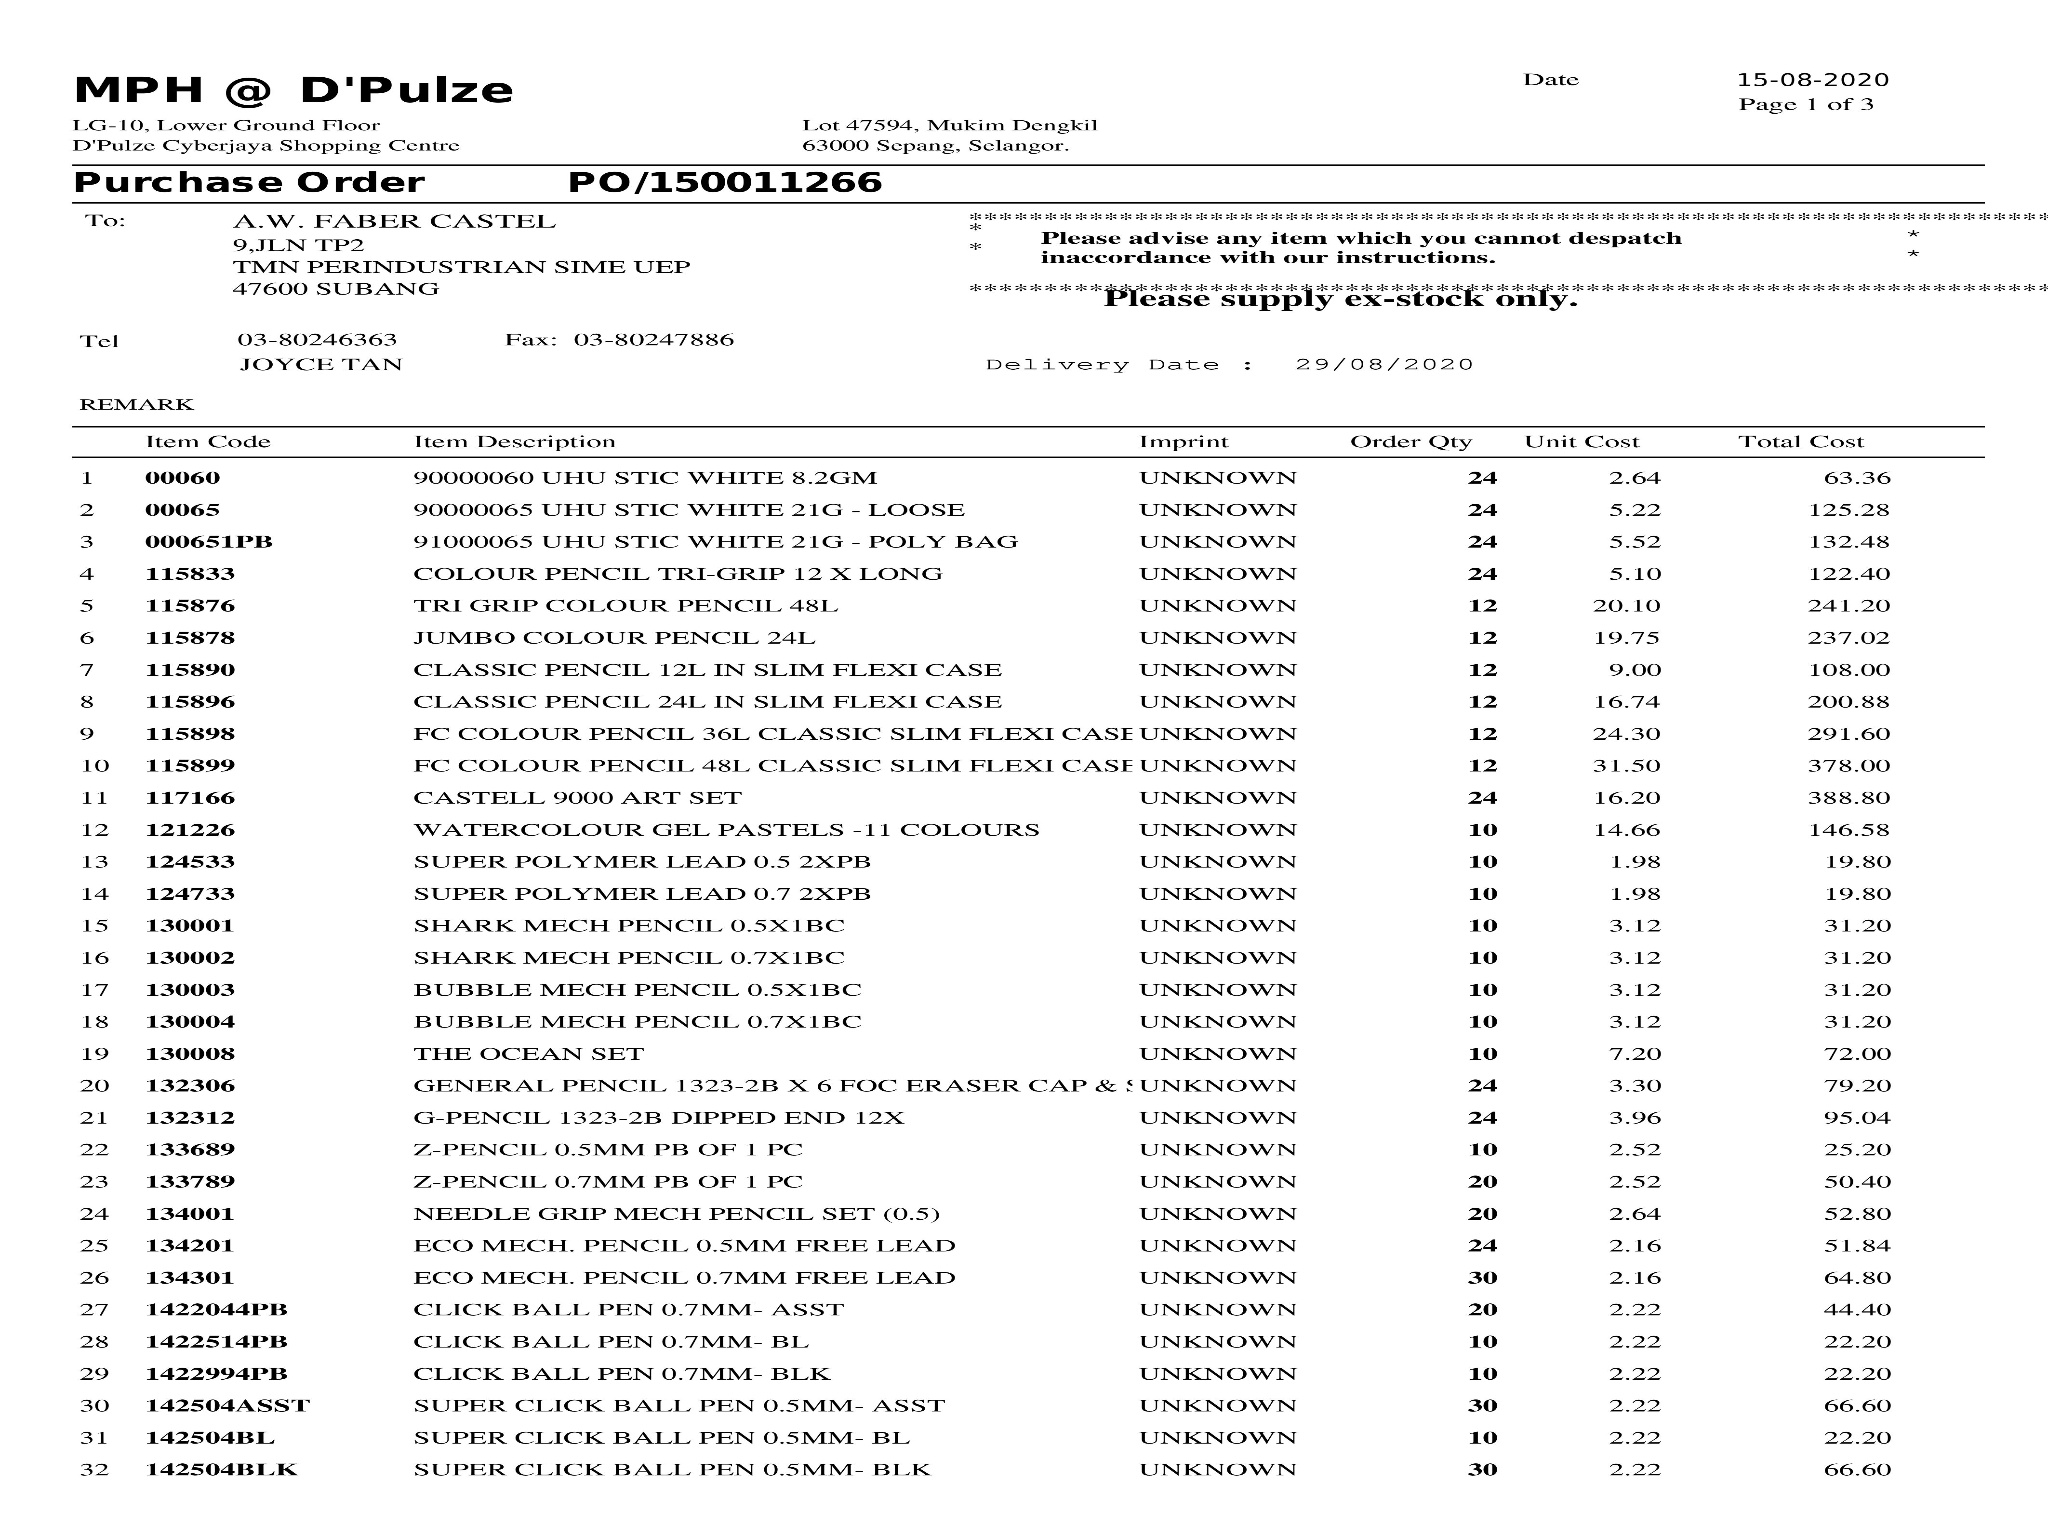 MPH @ D'Pulze Date 15-08-2020
Page 1 of 3
LG-10, Lower Ground Floor Lot 47594, Mukim Dengkil
D'Pulze Cyberjaya Shopping Centre 63000 Sepang, Selangor.
Purchase Order PO/150011266
To: A.W. FABER CASTEL
9,JLN TP2
TMN PERINDUSTRIAN SIME UEP
47600 SUBANG
************************************************************************
* Please advise any item which you cannot despatch *
* inaccordance with our instructions. *
************************************************************************
Please supply ex-stock only.
Tel 03-80246363 Fax: 03-80247886
JOYCE TAN Delivery Date : 29/08/2020
REMARK
Item Code Item Description Imprint Order Qty Unit Cost Total Cost
1 00060 90000060 UHU STIC WHITE 8.2GM UNKNOWN 24 2.64 63.36
2 00065 90000065 UHU STIC WHITE 21G - LOOSE UNKNOWN 24 5.22 125.28
3 000651PB 91000065 UHU STIC WHITE 21G - POLY BAG UNKNOWN 24 5.52 132.48
4 115833 COLOUR PENCIL TRI-GRIP 12 X LONG UNKNOWN 24 5.10 122.40
5 115876 TRI GRIP COLOUR PENCIL 48L UNKNOWN 12 20.10 241.20
6 115878 JUMBO COLOUR PENCIL 24L UNKNOWN 12 19.75 237.02
7 115890 CLASSIC PENCIL 12L IN SLIM FLEXI CASE UNKNOWN 12 9.00 108.00
8 115896 CLASSIC PENCIL 24L IN SLIM FLEXI CASE UNKNOWN 12 16.74 200.88
9 115898 FC COLOUR PENCIL 36L CLASSIC SLIM FLEXI CASE UNKNOWN 12 24.30 291.60
10 115899 FC COLOUR PENCIL 48L CLASSIC SLIM FLEXI CASE UNKNOWN 12 31.50 378.00
11 117166 CASTELL 9000 ART SET UNKNOWN 24 16.20 388.80
12 121226 WATERCOLOUR GEL PASTELS -11 COLOURS UNKNOWN 10 14.66 146.58
13 124533 SUPER POLYMER LEAD 0.5 2XPB UNKNOWN 10 1.98 19.80
14 124733 SUPER POLYMER LEAD 0.7 2XPB UNKNOWN 10 1.98 19.80
15 130001 SHARK MECH PENCIL 0.5X1BC UNKNOWN 10 3.12 31.20
16 130002 SHARK MECH PENCIL 0.7X1BC UNKNOWN 10 3.12 31.20
17 130003 BUBBLE MECH PENCIL 0.5X1BC UNKNOWN 10 3.12 31.20
18 130004 BUBBLE MECH PENCIL 0.7X1BC UNKNOWN 10 3.12 31.20
19 130008 THE OCEAN SET UNKNOWN 10 7.20 72.00
20 132306 GENERAL PENCIL 1323-2B X 6 FOC ERASER CAP & UNKNOWN 24 3.30 79.20
21 132312 G-PENCIL 1323-2B DIPPED END 12X UNKNOWN 24 3.96 95.04
22 133689 Z-PENCIL 0.5MM PB OF 1 PC UNKNOWN 10 2.52 25.20
23 133789 Z-PENCIL 0.7MM PB OF 1 PC UNKNOWN 20 2.52 50.40
24 134001 NEEDLE GRIP MECH PENCIL SET (0.5) UNKNOWN 20 2.64 52.80
25 134201 ECO MECH. PENCIL 0.5MM FREE LEAD UNKNOWN 24 2.16 51.84
26 134301 ECO MECH. PENCIL 0.7MM FREE LEAD UNKNOWN 30 2.16 64.80
27 1422044PB CLICK BALL PEN 0.7MM- ASST UNKNOWN 20 2.22 44.40
28 1422514PB CLICK BALL PEN 0.7MM- BL UNKNOWN 10 2.22 22.20
29 1422994PB CLICK BALL PEN 0.7MM- BLK UNKNOWN 10 2.22 22.20
30 142504ASST SUPER CLICK BALL PEN 0.5MM- ASST UNKNOWN 30 2.22 66.60
31 142504BL SUPER CLICK BALL PEN 0.5MM- BL UNKNOWN 10 2.22 22.20
32 142504BLK SUPER CLICK BALL PEN 0.5MM- BLK UNKNOWN 30 2.22 66.60